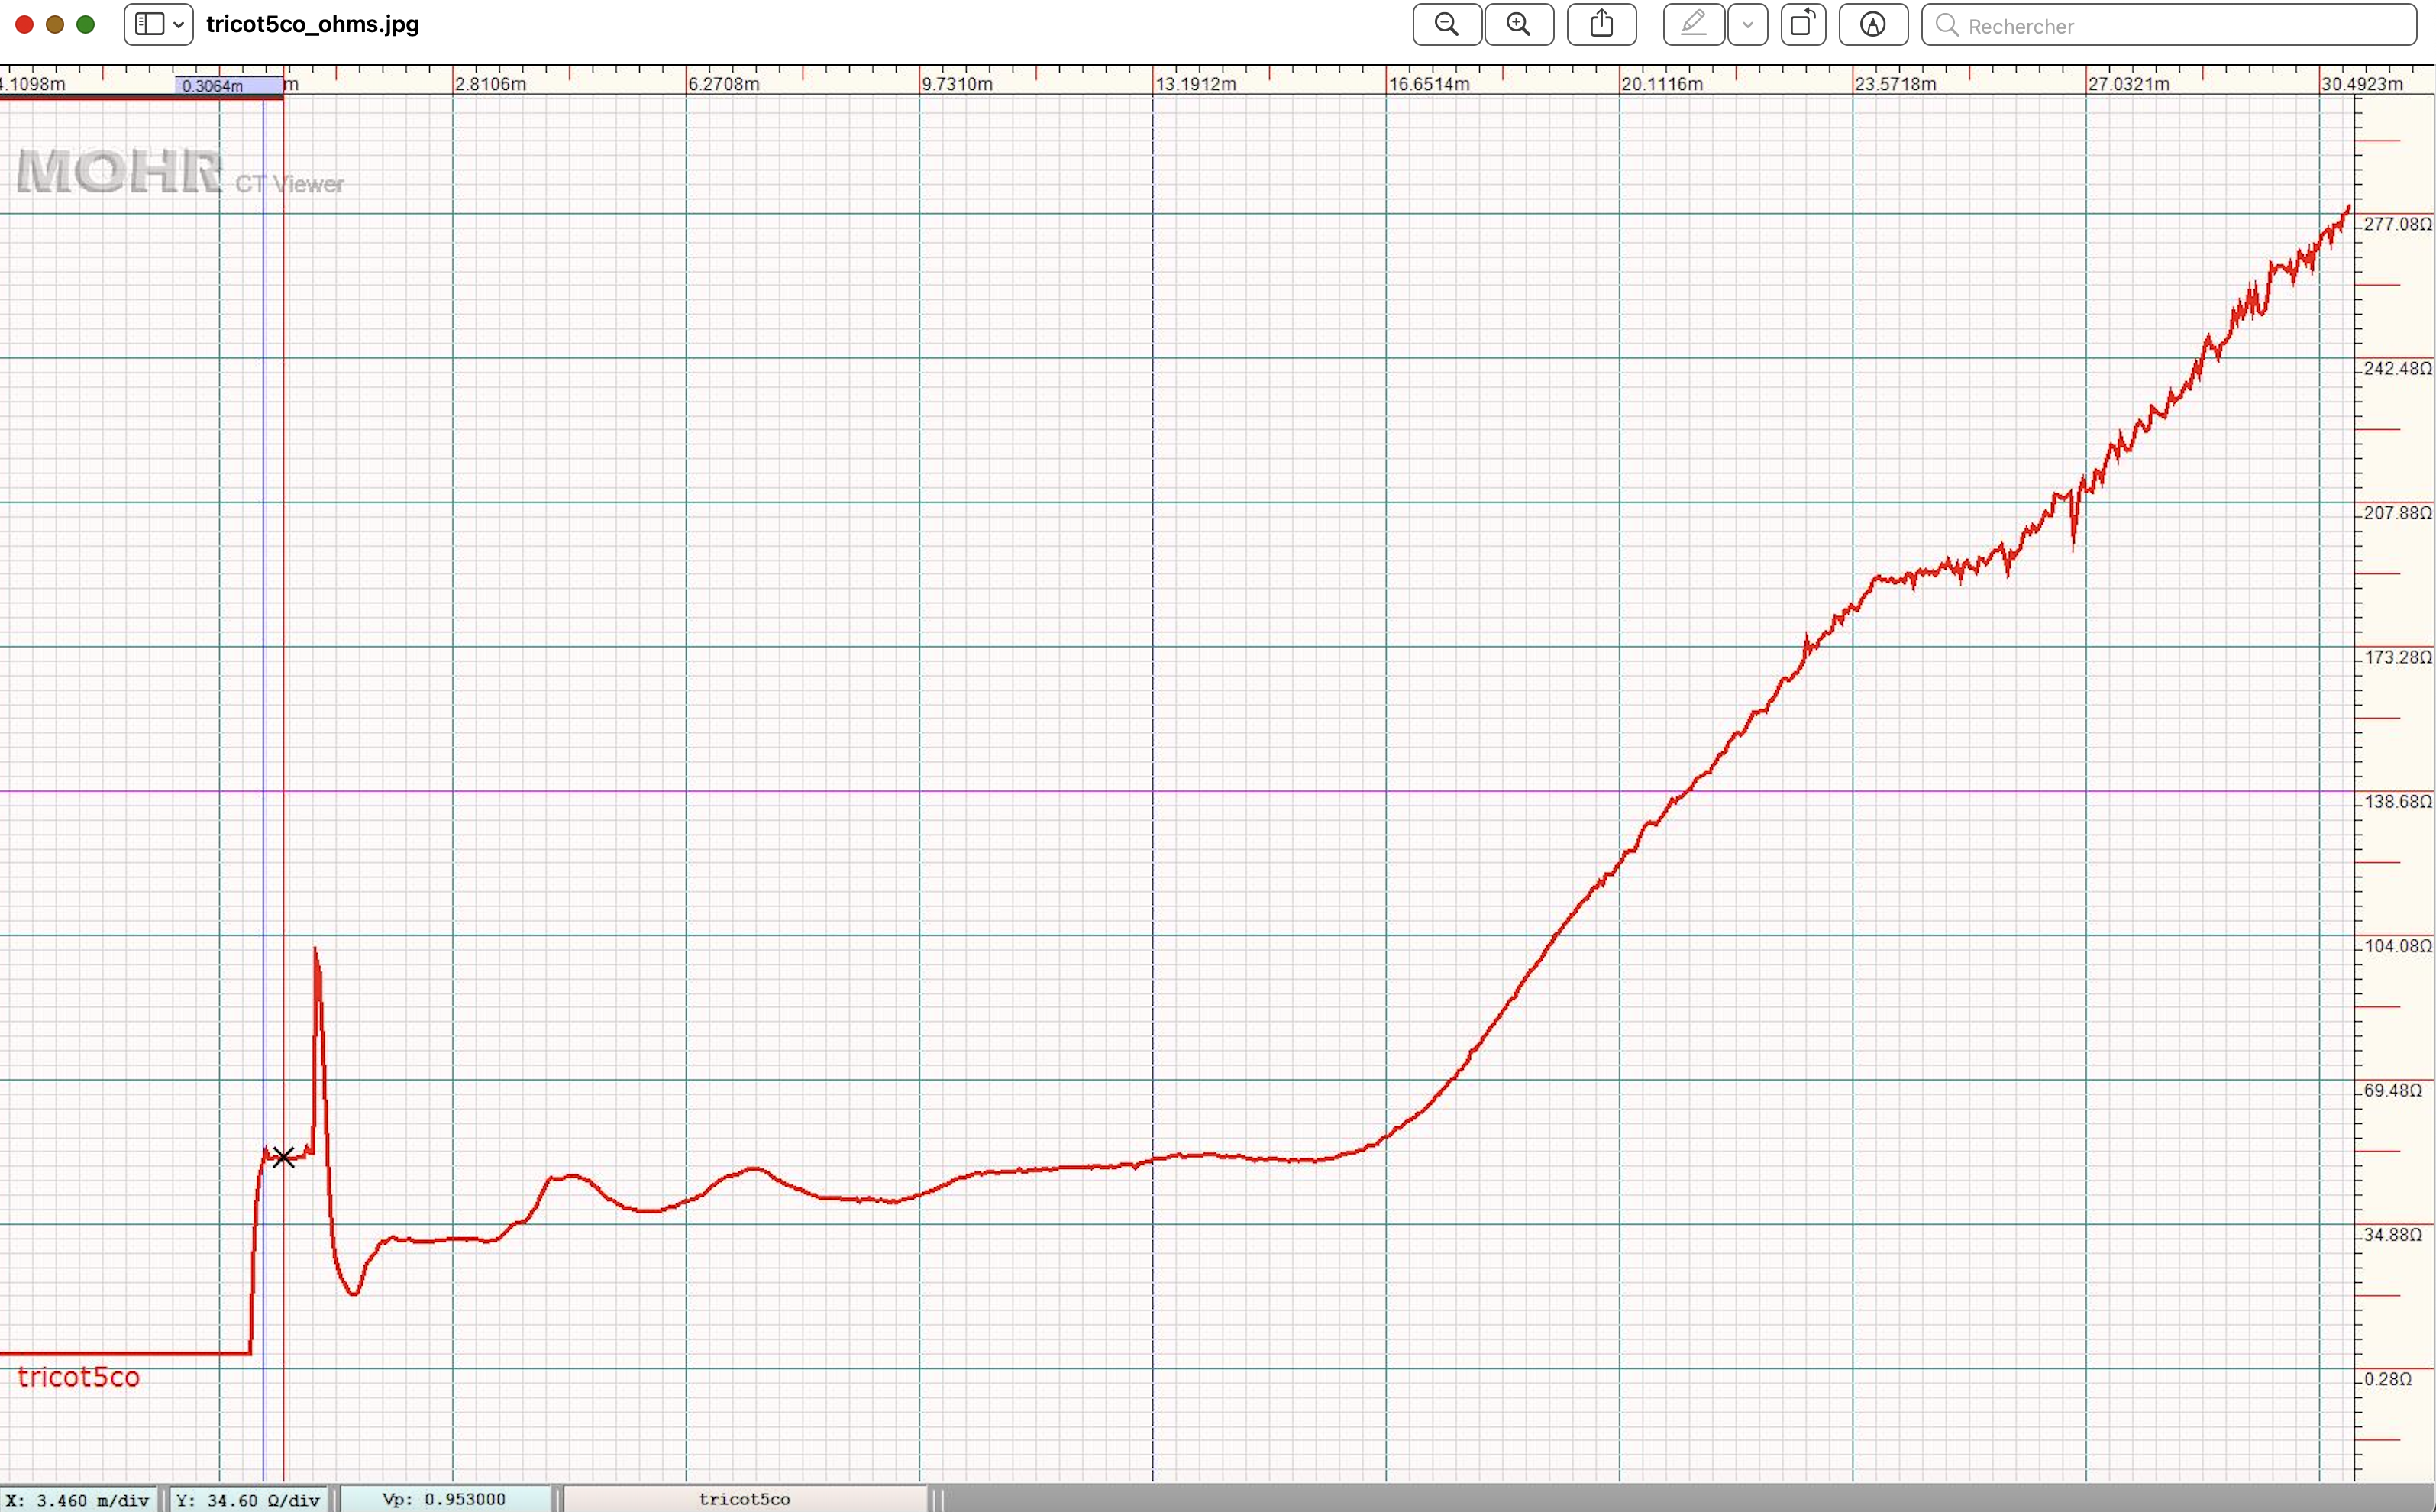 tricot5co_ohms.jpg
Rechercher
4.1098m 0.3064m m 2.8106m 6.2708m 9.7310m 13.1912m 16.6514m 20.1116m 23.5718m 27.0321m 30.4923m
MOHR CT Viewer
277.08Ω
242.48Ω
207.88Ω
173.28Ω
138.68Ω
104.08Ω
69.48Ω
34.88Ω
0.28Ω
tricot5co
X: 3.460 m/div Y: 34.60 Ω/div Vp: 0.953000 tricot5co